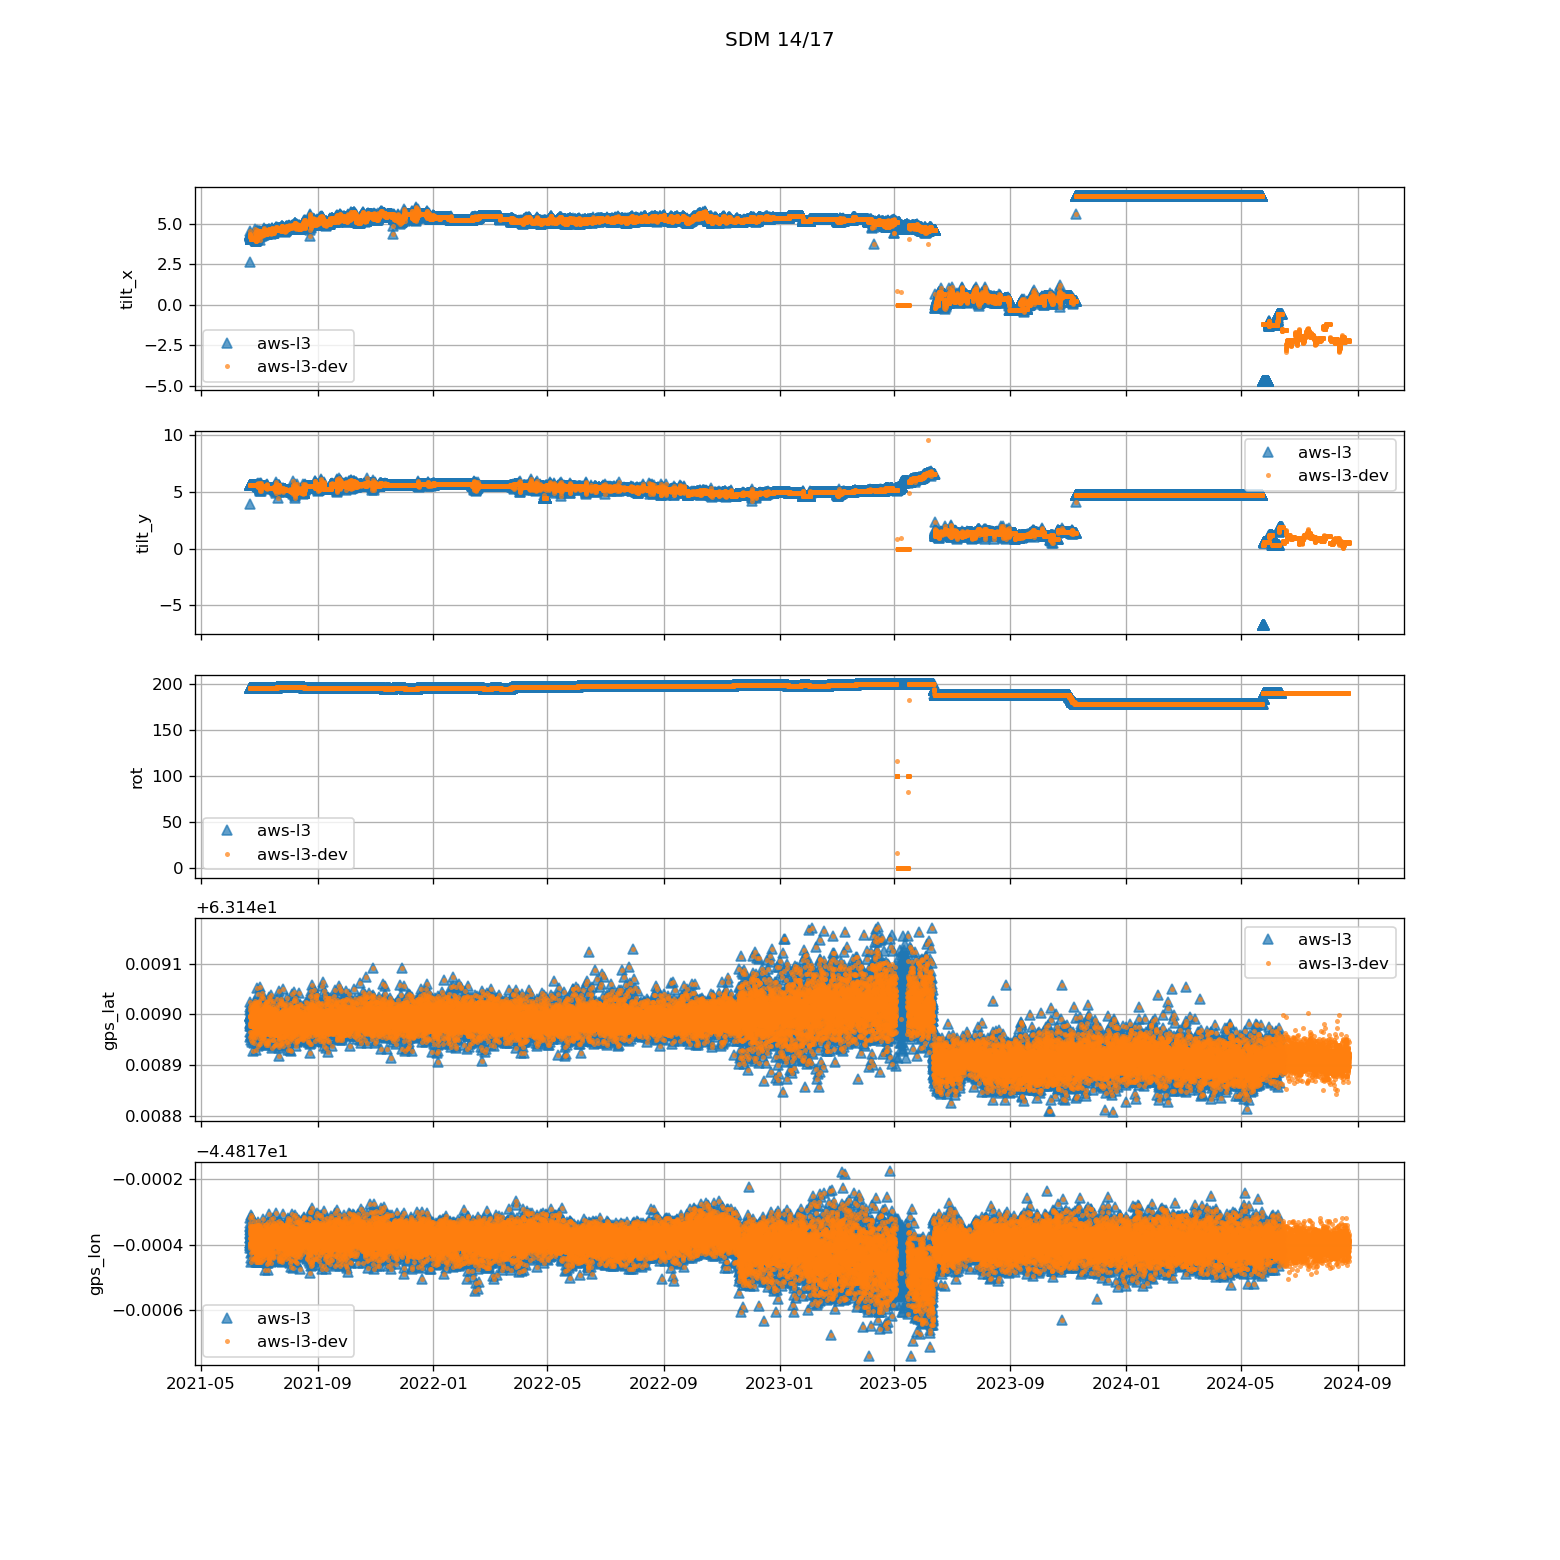 SDM 14/17
tilt_x
5.0
2.5
0.0
−2.5
−5.0
aws-l3
aws-l3-dev
tilt_y
10
5
0
−5
aws-l3
aws-l3-dev
rot
200
150
100
50
0
aws-l3
aws-l3-dev
+6.314e1
gps_lat
0.0091
0.0090
0.0089
0.0088
aws-l3
aws-l3-dev
−4.4817e1
gps_lon
−0.0002
−0.0004
−0.0006
aws-l3
aws-l3-dev
2021-05 2021-09 2022-01 2022-05 2022-09 2023-01 2023-05 2023-09 2024-01 2024-05 2024-09